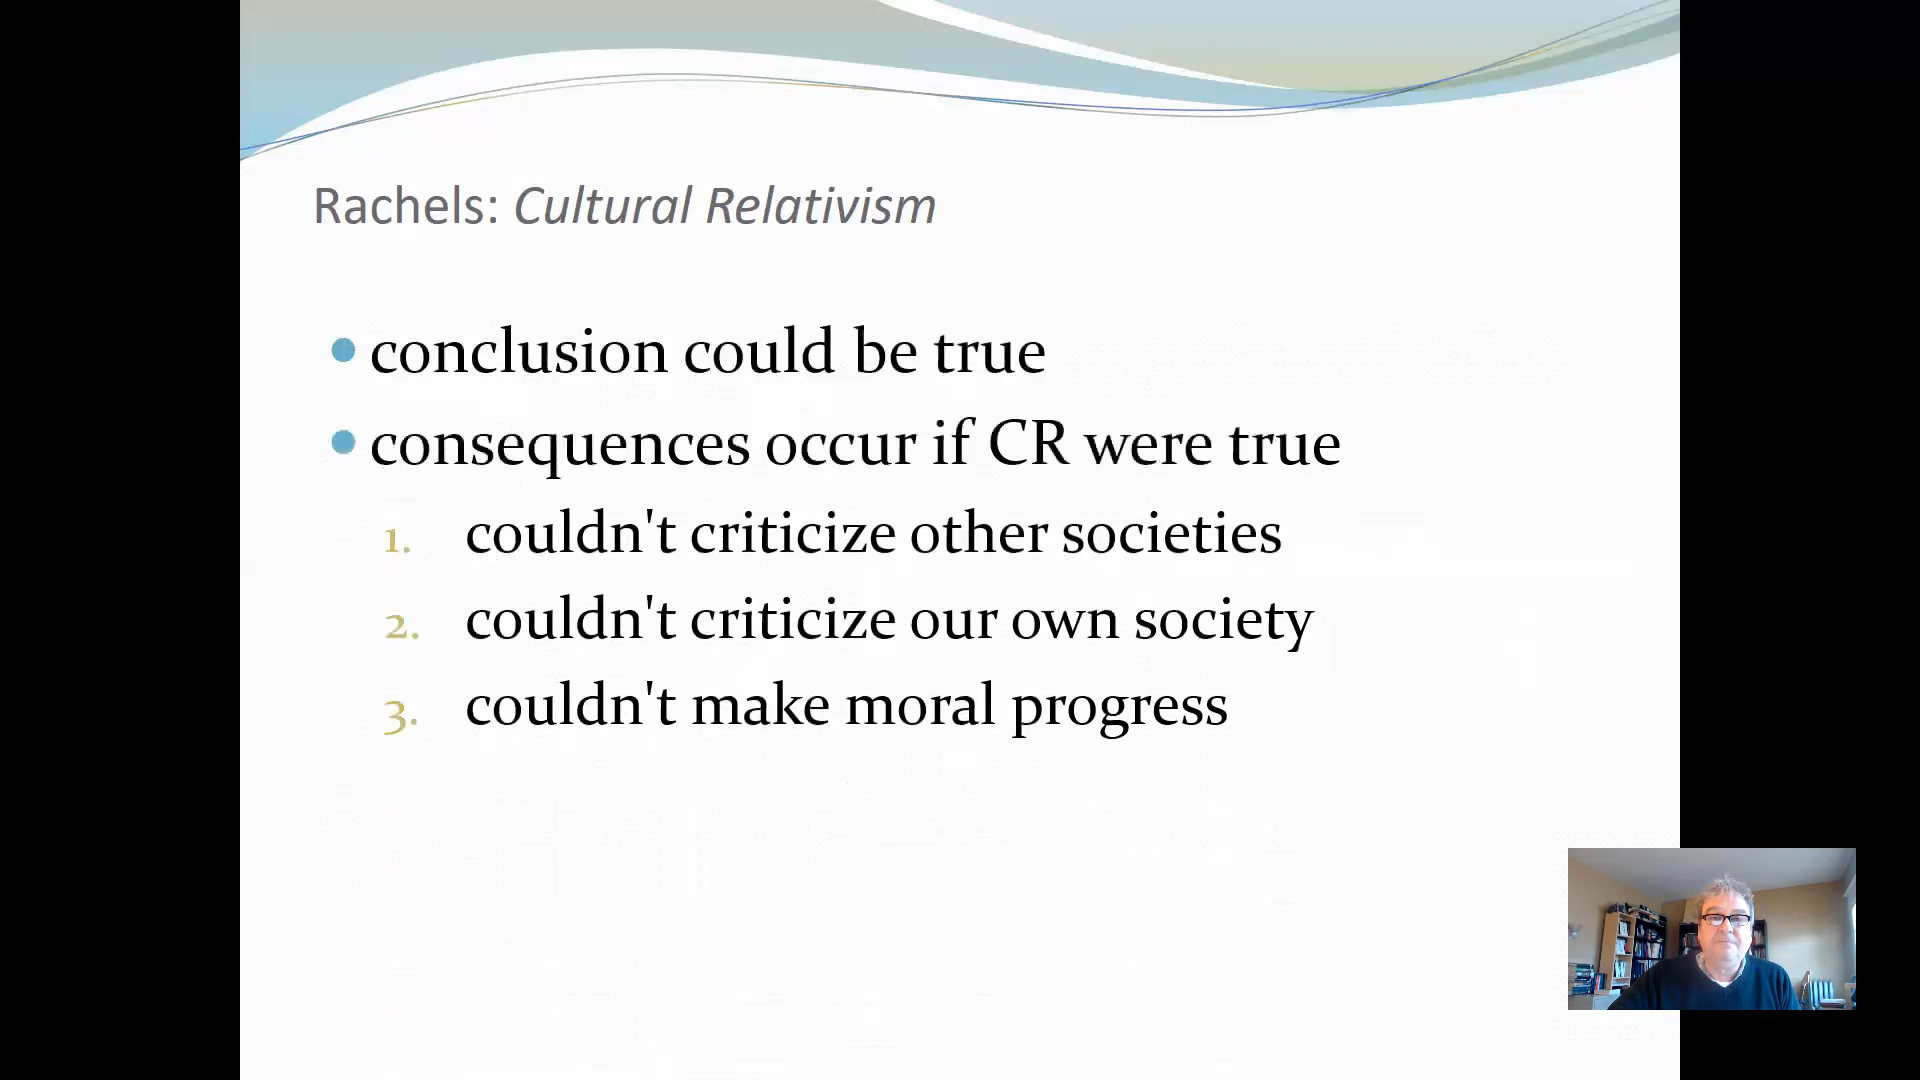 Rachels: Cultural Relativism
• conclusion could be true
• consequences occur if CR were true
1. couldn't criticize other societies
2. couldn't criticize our own society
3. couldn't make moral progress